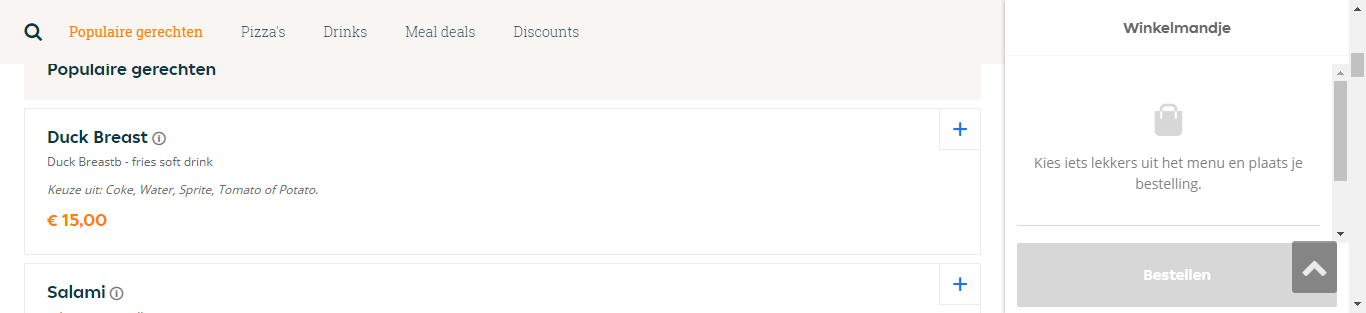 Populaire gerechten
Pizza's
Drinks
Meal deals
Discounts
Winkelmandje
Populaire gerechten
Duck Breast
Duck Breastb - fries soft drink
Keuze uit: Coke, Water, Sprite, Tomato of Potato.
€ 15,00
Salami
Kies iets lekkers uit het menu en plaats je
bestelling.
Bestellen